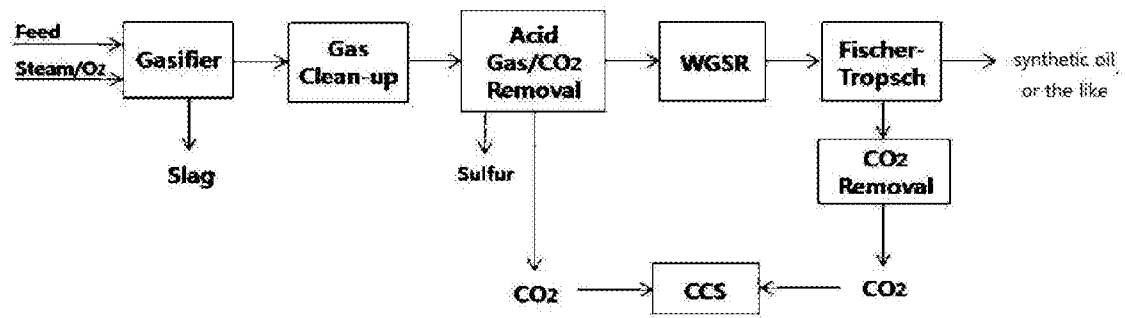 Feed
Steam/O2
Gasifier
Gas
Clean-up
Acid
Gas/CO2
Removal
WGSR
Fischer-
Tropsch
synthetic oil
or the like
Slag
Sulfur
CO2
Removal
CO2
CCS
CO2